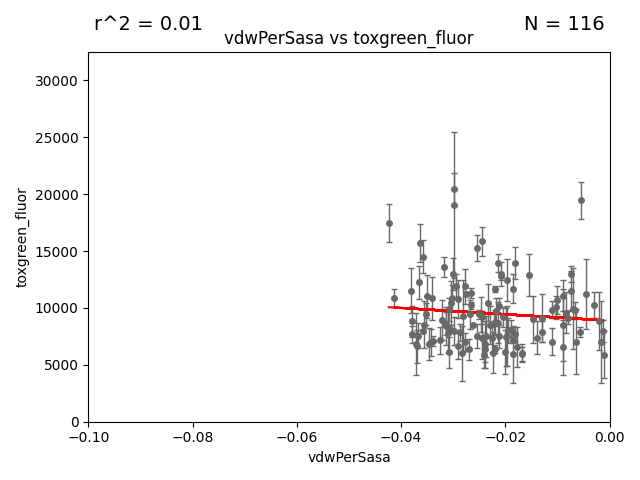 r^2 = 0.01
N = 116
vdwPerSasa vs toxgreen_fluor
toxgreen_fluor
30000
25000
20000
15000
10000
5000
0
−0.10
−0.08
−0.06
−0.04
−0.02
0.00
vdwPerSasa